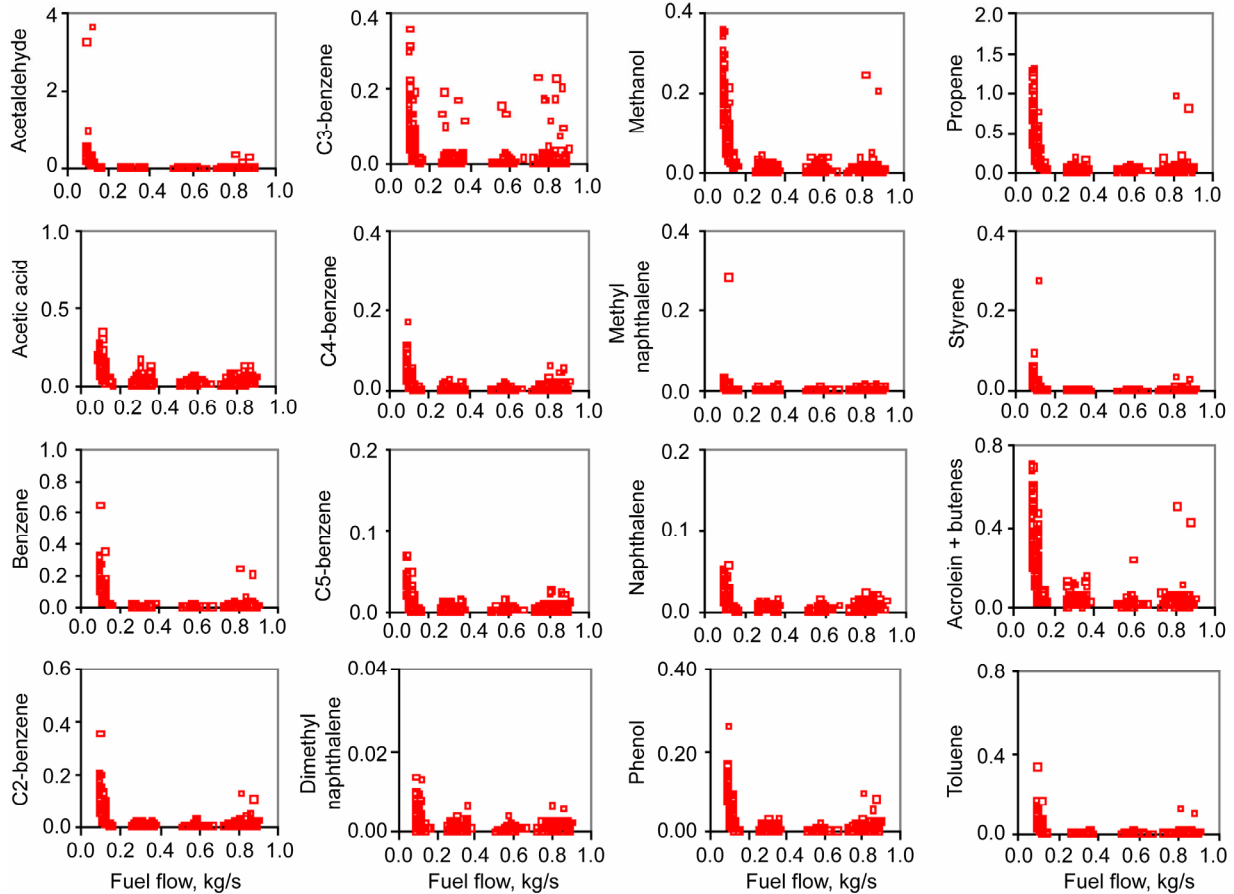 Acetaldehyde
4
2
0
0.0 0.2 0.4 0.6 0.8 1.0
C3-benzene
0.4
0.2
0.0
0.0 0.2 0.4 0.6 0.8 1.0
Methanol
0.4
0.2
0.0
0.0 0.2 0.4 0.6 0.8 1.0
Propene
2.0
1.5
1.0
0.5
0.0
0.0 0.2 0.4 0.6 0.8 1.0
Acetic acid
1.0
0.5
0.0
0.0 0.2 0.4 0.6 0.8 1.0
C4-benzene
0.4
0.2
0.0
0.0 0.2 0.4 0.6 0.8 1.0
Methyl
naphthalene
0.4
0.2
0.0
0.0 0.2 0.4 0.6 0.8 1.0
Styrene
0.4
0.2
0.0
0.0 0.2 0.4 0.6 0.8 1.0
Benzene
1.0
0.8
0.6
0.4
0.2
0.0
0.0 0.2 0.4 0.6 0.8 1.0
C5-benzene
0.2
0.1
0.0
0.0 0.2 0.4 0.6 0.8 1.0
Naphthalene
0.2
0.1
0.0
0.0 0.2 0.4 0.6 0.8 1.0
Acrolein + butenes
0.8
0.4
0.0
0.0 0.2 0.4 0.6 0.8 1.0
C2-benzene
0.6
0.4
0.2
0.0
0.0 0.2 0.4 0.6 0.8 1.0
Fuel flow, kg/s
Dimethyl
naphthalene
0.04
0.02
0.00
0.0 0.2 0.4 0.6 0.8 1.0
Fuel flow, kg/s
Phenol
0.40
0.20
0.00
0.0 0.2 0.4 0.6 0.8 1.0
Fuel flow, kg/s
Toluene
0.8
0.4
0.0
0.0 0.2 0.4 0.6 0.8 1.0
Fuel flow, kg/s